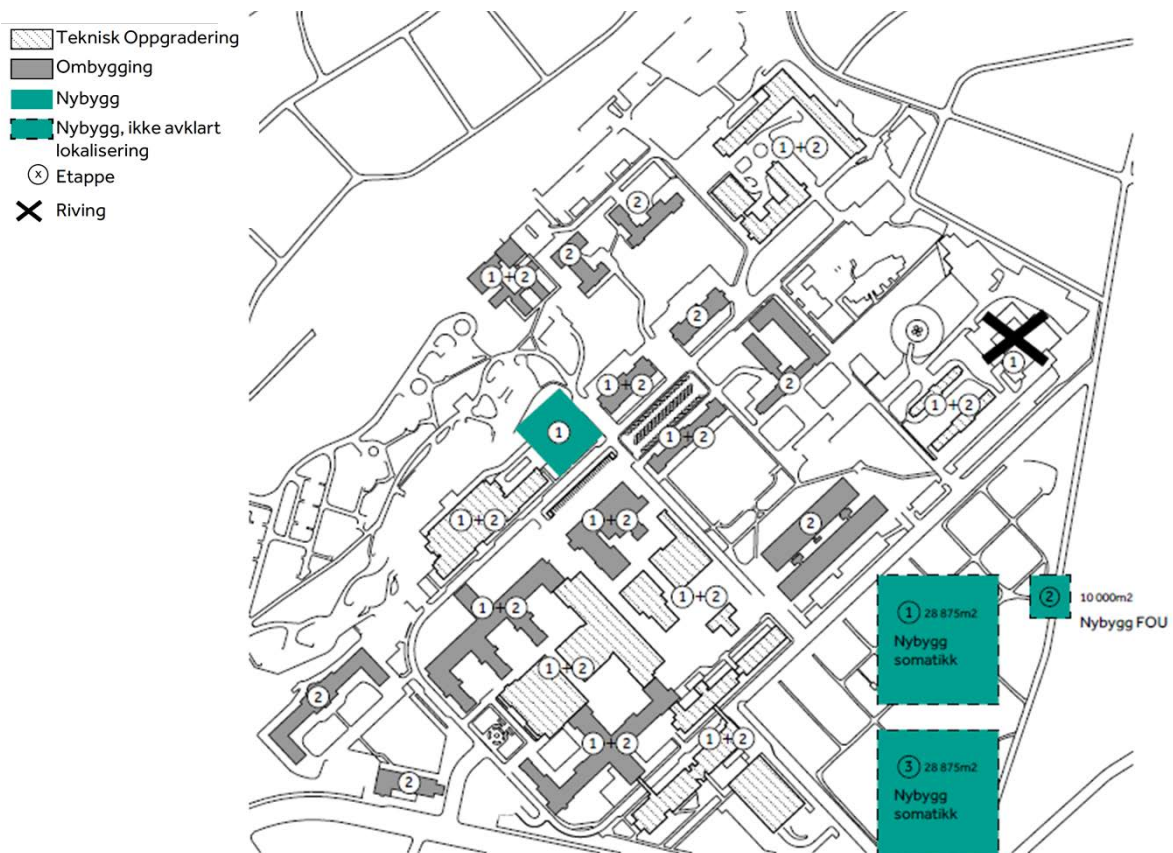 Teknisk Oppgradering
Ombygging
Nybygg
Nybygg, ikke avklart
lokalisering
x Etappe
Riving
1+2
2
2
1+2
2
1
2
1+2
1+2
1
1+2
2
1+2
1+2
2
1+2
1+2
1+2
2
1+2
1+2
2
1 28 875m2
Nybygg
somatikk
2 10 000m2
Nybygg FOU
3 28 875m2
Nybygg
somatikk